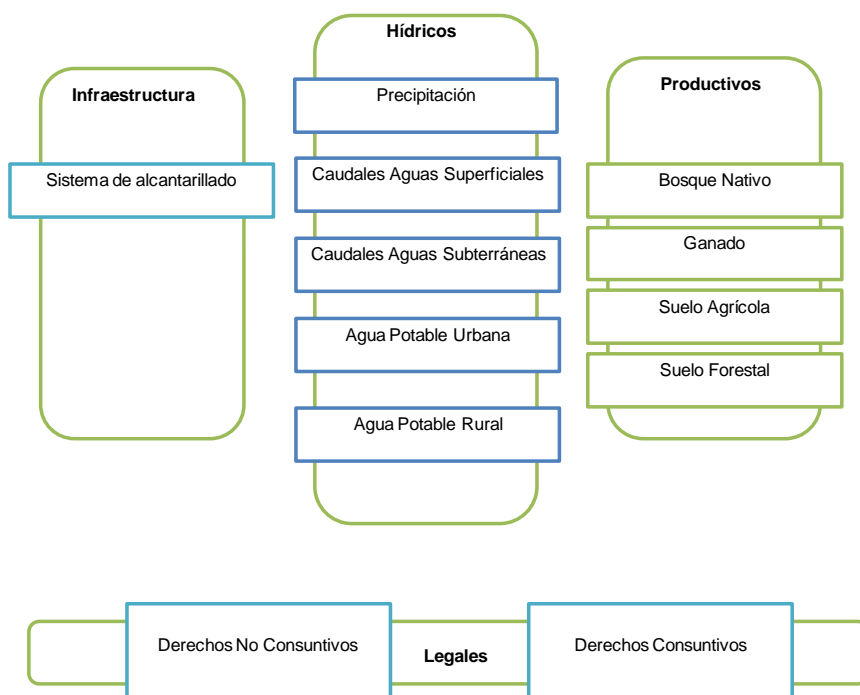 Infraestructura
Sistema de alcantarillado
Hídricos
Precipitación
Caudales Aguas Superficiales
Caudales Aguas Subterráneas
Agua Potable Urbana
Agua Potable Rural
Productivos
Bosque Nativo
Ganado
Suelo Agrícola
Suelo Forestal
Derechos No Consuntivos
Legales
Derechos Consuntivos